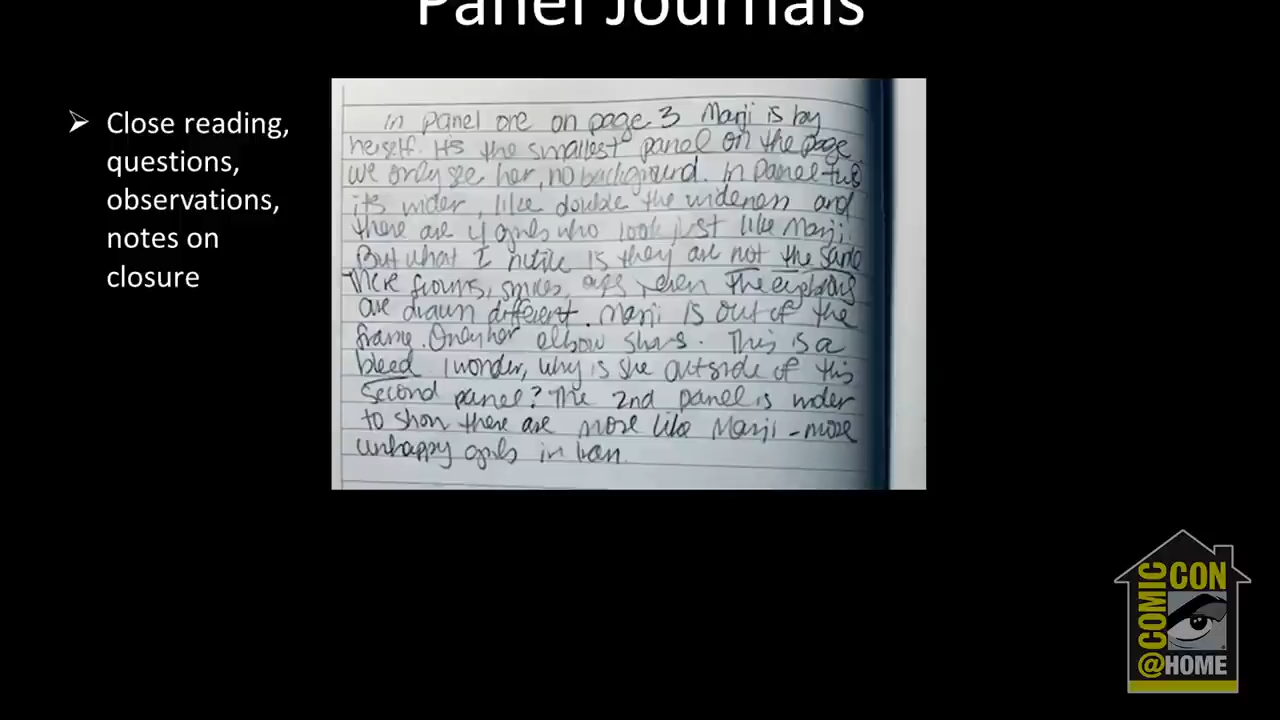 Panel Journals
Close reading,
questions,
observations,
notes on
closure
In panel one on page 3 Marji is by
herself. It's the smallest panel on the page
we only see her, no background. In Panel two
its wider, like double the wideness and
there are 4 girls who look just like Marji.
But what I notice is they are not the same
There frowns, smiles, even The eyebrows
are drawn different. Marji is out of the
frame. Only her elbow shows. This is a
bleed I wonder, why is she outside of this
second panel? The 2nd panel is wider
to show there are more like Marji - more
unhappy girls in Iran.
@COMIC
CON
@HOME